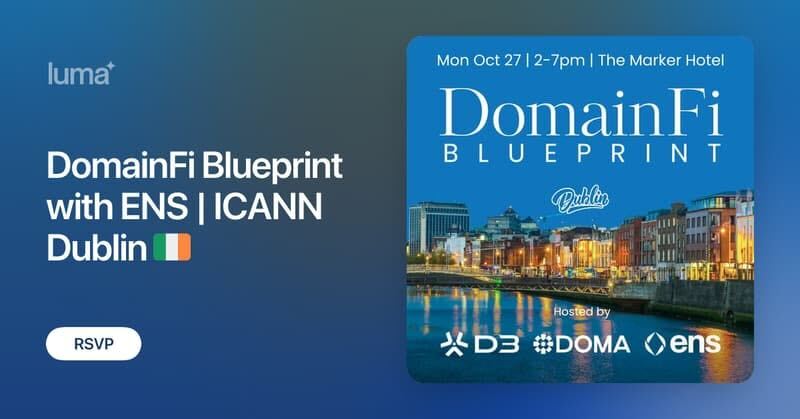 luma
DomainFi Blueprint
with ENS | ICANN
Dublin
RSVP
Mon Oct 27 | 2-7pm | The Marker Hotel
DomainFi
BLUEPRINT
Dublin
Hosted by
D3 DOMA ens